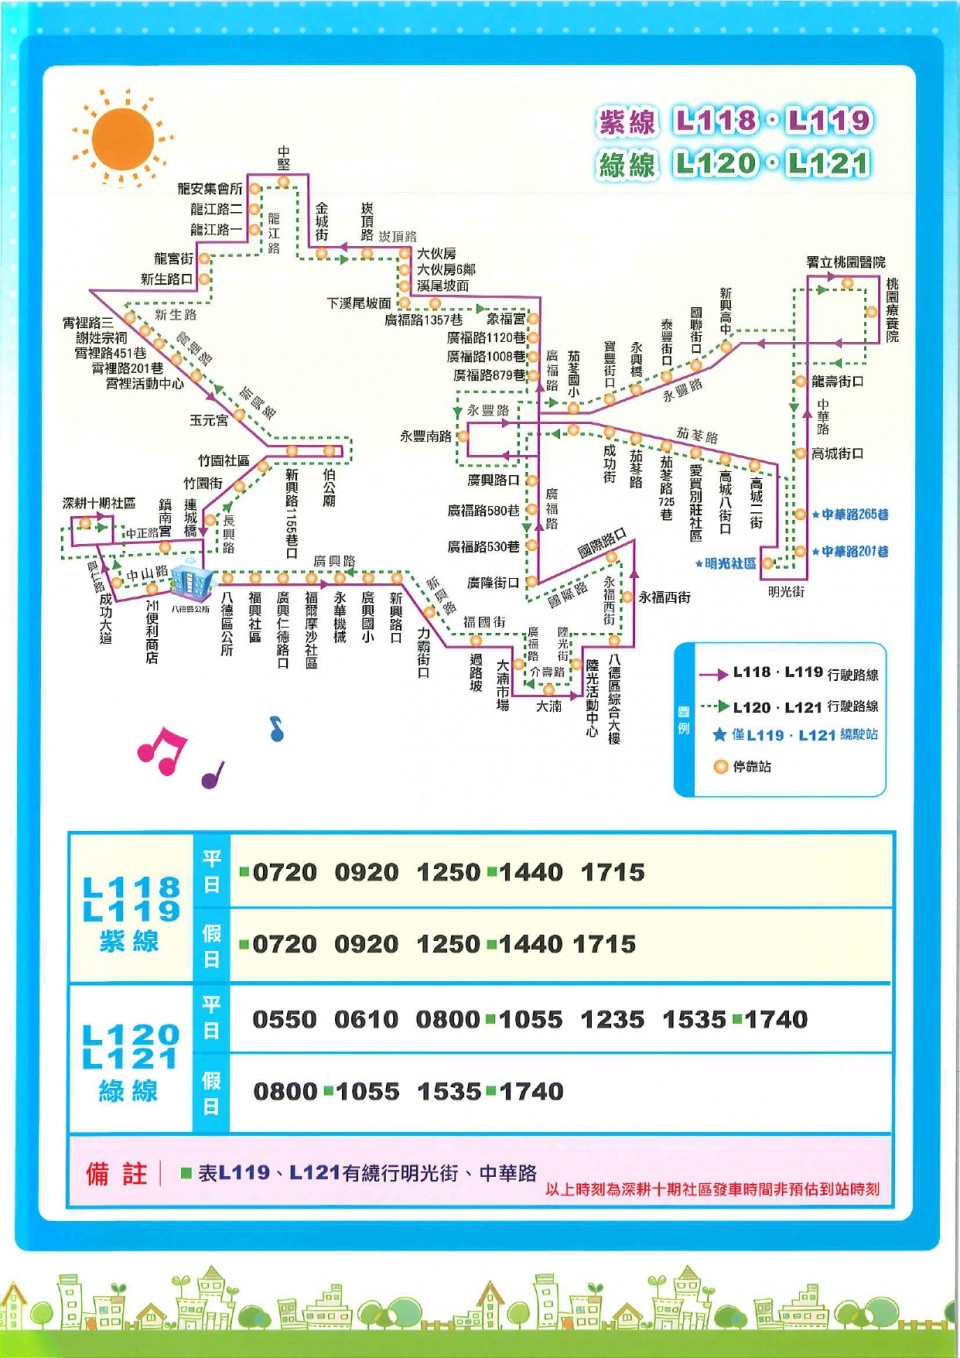 紫線 L118．L119
綠線 L120．L121
中堅
龍安集會所
龍江路二
龍江路一
龍江路
金城街
崁頂路
崁頂路
大伙房
大伙房6鄰
溪尾坡面
下溪尾坡面
廣福路1357巷
龍宮街
新生路口
新生路
霄裡路三
謝姓宗祠
霄裡路451巷
霄裡路201巷
霄裡活動中心
霄裡路
新興路
玉元宮
竹園社區
竹園街
伯公廟
新興路1155巷口
長興路
連城橋
鎮南宮
深耕十期社區
中正路
仁四路
中山路
成功大道
7-11便利商店
八德區公所
八德區公所
福興社區
廣興仁德路口
福爾摩沙社區
永華機械
廣興國小
新興路口
廣興路
新興路
力霸街口
福國街
過路坡
大湳市場
廣福路
介壽路
陸光街
大湳
陸光活動中心
八德區綜合大樓
永福西街
永福西街
國際路口
國際路
象福宮
廣福路1120巷
廣福路1008巷
廣福路879巷
廣福路
永豐路
永豐南路
廣興路口
廣福路580巷
廣福路530巷
廣隆街口
廣福路
茄苳國小
寶豐街口
永興橋
泰豐街口
國聯街口
新興高中
永豐路
茄苳路
成功街
茄苳路
茄苳路725巷
愛買別莊社區
高城八街口
高城二街
★明光社區
明光街
署立桃園醫院
桃園療養院
龍壽街口
中華路
高城街口
★中華路265巷
★中華路201巷
圖例
L118．L119 行駛路線
L120．L121 行駛路線
★ 僅L119．L121 繞駛站
停靠站
L118
L119
紫線
平日
■0720 0920 1250 ■1440 1715
假日
■0720 0920 1250 ■1440 1715
L120
L121
綠線
平日
0550 0610 0800 ■1055 1235 1535 ■1740
假日
0800 ■1055 1535 ■1740
備註
■ 表L119、L121有繞行明光街、中華路
以上時刻為深耕十期社區發車時間非預估到站時刻